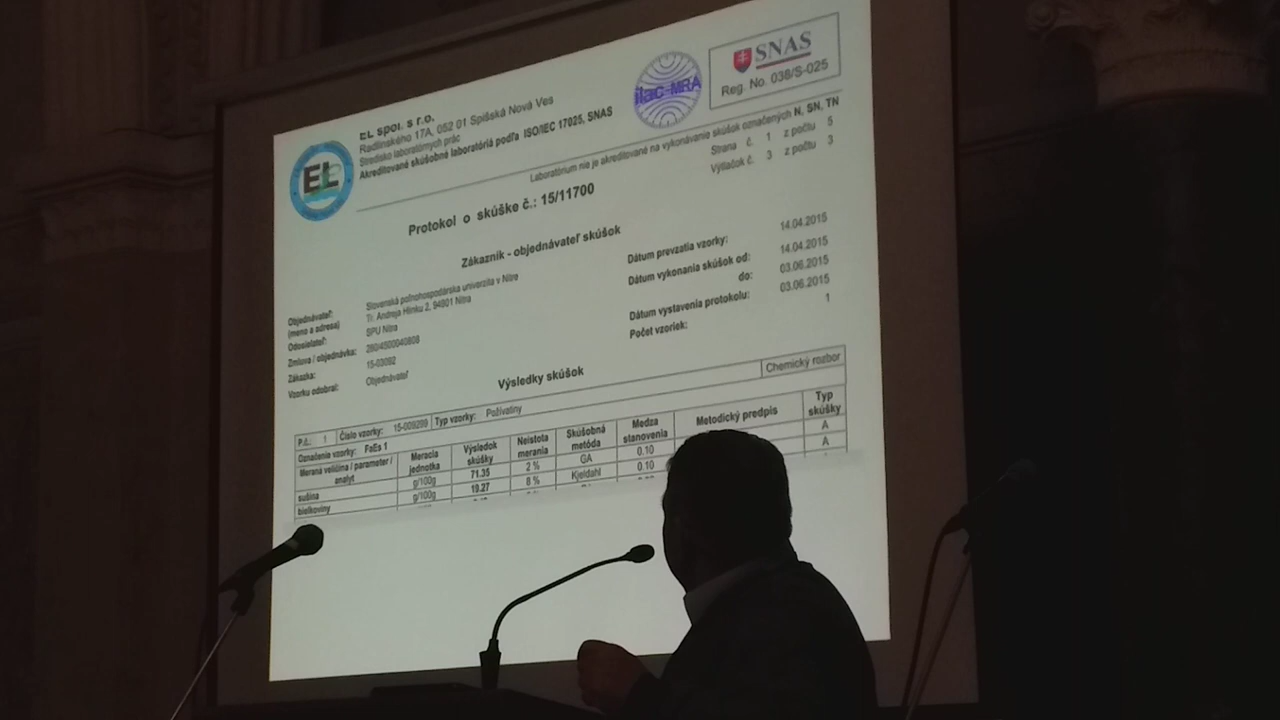 EL spol. s r.o.
Radlinského 17A, 052 01 Spišská Nová Ves
Stredisko laboratórnych prác
Akreditované skúšobné laboratóriá podľa ISO/IEC 17025, SNAS
EL
ilac-MRA
SNAS
Reg. No. 038/S-025
Laboratórium nie je akreditované na vykonávanie skúšok označených N, SN, TN
Strana č. 1 z počtu 5
Výtlačok č. 3 z počtu 3
Protokol o skúške č.: 15/11700
Zákazník - objednávateľ skúšok
Objednávateľ: Slovenská poľnohospodárska univerzita v Nitre
(meno a adresa) Tr. Andreja Hlinku 2, 94901 Nitra
Odosielateľ: SPU Nitra
Zmluva / objednávka: 280/4500040808
Zákazka: 15-03092
Vzorku odobral: Objednávateľ
Dátum prevzatia vzorky: 14.04.2015
Dátum vykonania skúšok od: 14.04.2015
do: 03.06.2015
Dátum vystavenia protokolu: 03.06.2015
Počet vzoriek: 1
Výsledky skúšok
Chemický rozbor
P.č.: 1 Číslo vzorky: 15-009200 Typ vzorky: Požívatiny
Označenie vzorky: FaEs 1
Meraná veličina / parameter / analyt Meracia jednotka Výsledok skúšky Neistota merania Skúšobná metóda Medza stanovenia Metodický predpis Typ skúšky
sušina g/100g 71.35 2 % GA 0.10 A
bielkoviny g/100g 19.27 8 % Kjeldahl 0.10 A